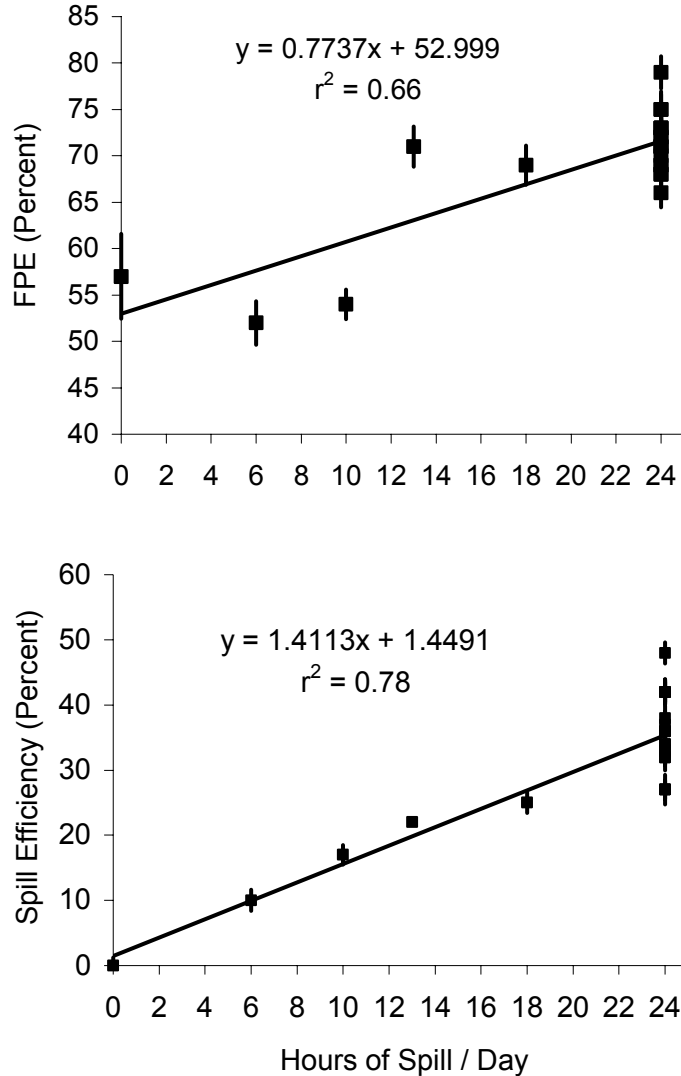 85
80
75
70
65
60
55
50
45
40
FPE (Percent)
y = 0.7737x + 52.999
r² = 0.66
0 2 4 6 8 10 12 14 16 18 20 22 24
60
50
40
30
20
10
0
Spill Efficiency (Percent)
y = 1.4113x + 1.4491
r² = 0.78
0 2 4 6 8 10 12 14 16 18 20 22 24
Hours of Spill / Day